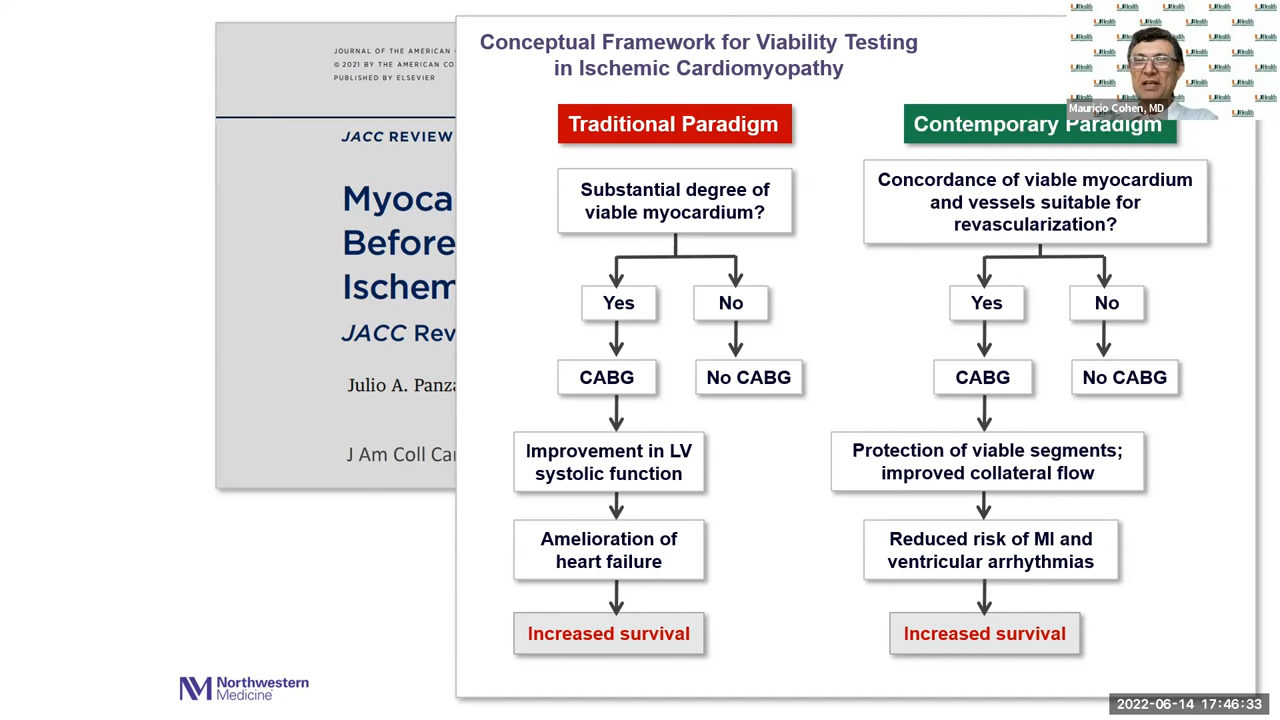 JOURNAL OF THE AMERICAN
© 2021 BY THE AMERICAN CO
PUBLISHED BY ELSEVIER
JACC REVIEW
Myoca
Before
Ischem
JACC Rev
Julio A. Panza
J Am Coll Car
Conceptual Framework for Viability Testing
in Ischemic Cardiomyopathy
Traditional Paradigm
Substantial degree of
viable myocardium?
Yes
No
CABG
No CABG
Improvement in LV
systolic function
Amelioration of
heart failure
Increased survival
Contemporary Paradigm
Concordance of viable myocardium
and vessels suitable for
revascularization?
Yes
No
CABG
No CABG
Protection of viable segments;
improved collateral flow
Reduced risk of MI and
ventricular arrhythmias
Increased survival
UHealth
Mauricio Cohen, MD
Northwestern
Medicine
2022-06-14 17:46:33